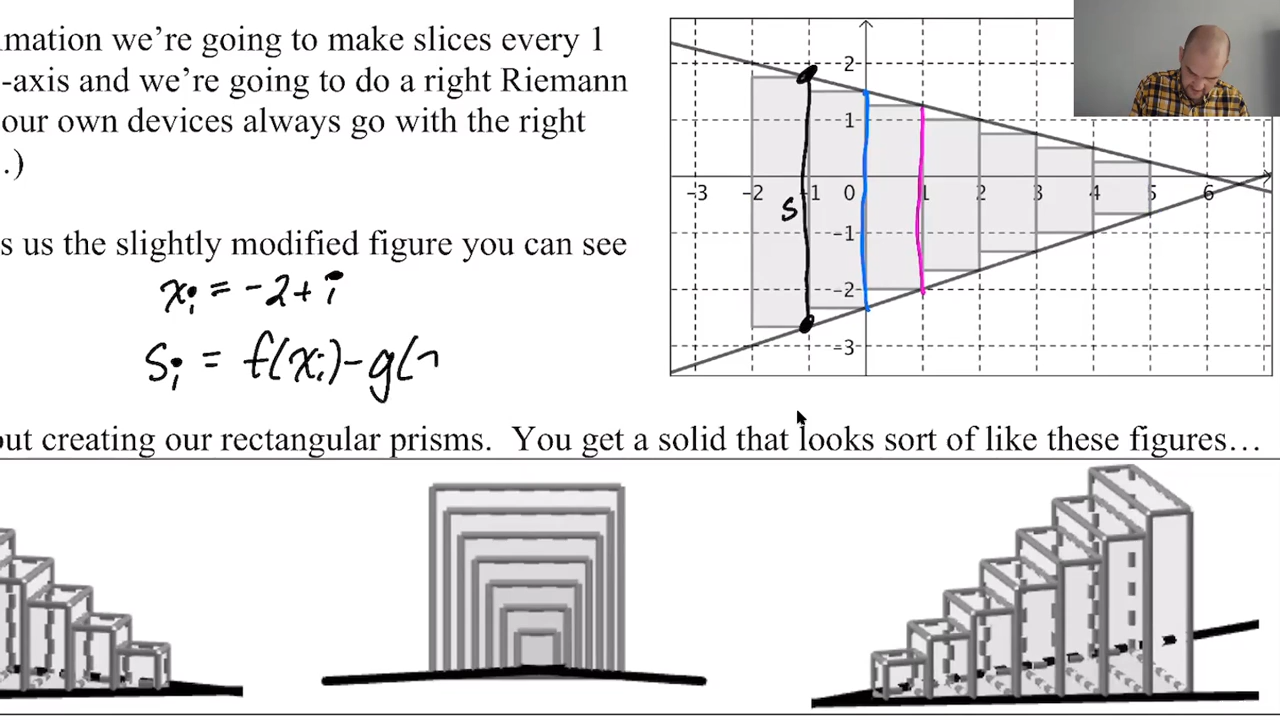 imation we're going to make slices every 1
-axis and we're going to do a right Riemann
our own devices always go with the right
.)
s us the slightly modified figure you can see
xi = -2 + i
si = f(xi) - g(
out creating our rectangular prisms. You get a solid that looks sort of like these figures…
2
1
-3 -2 -1 0 1 2 3 4 5 6 7
s
-1
-2
-3